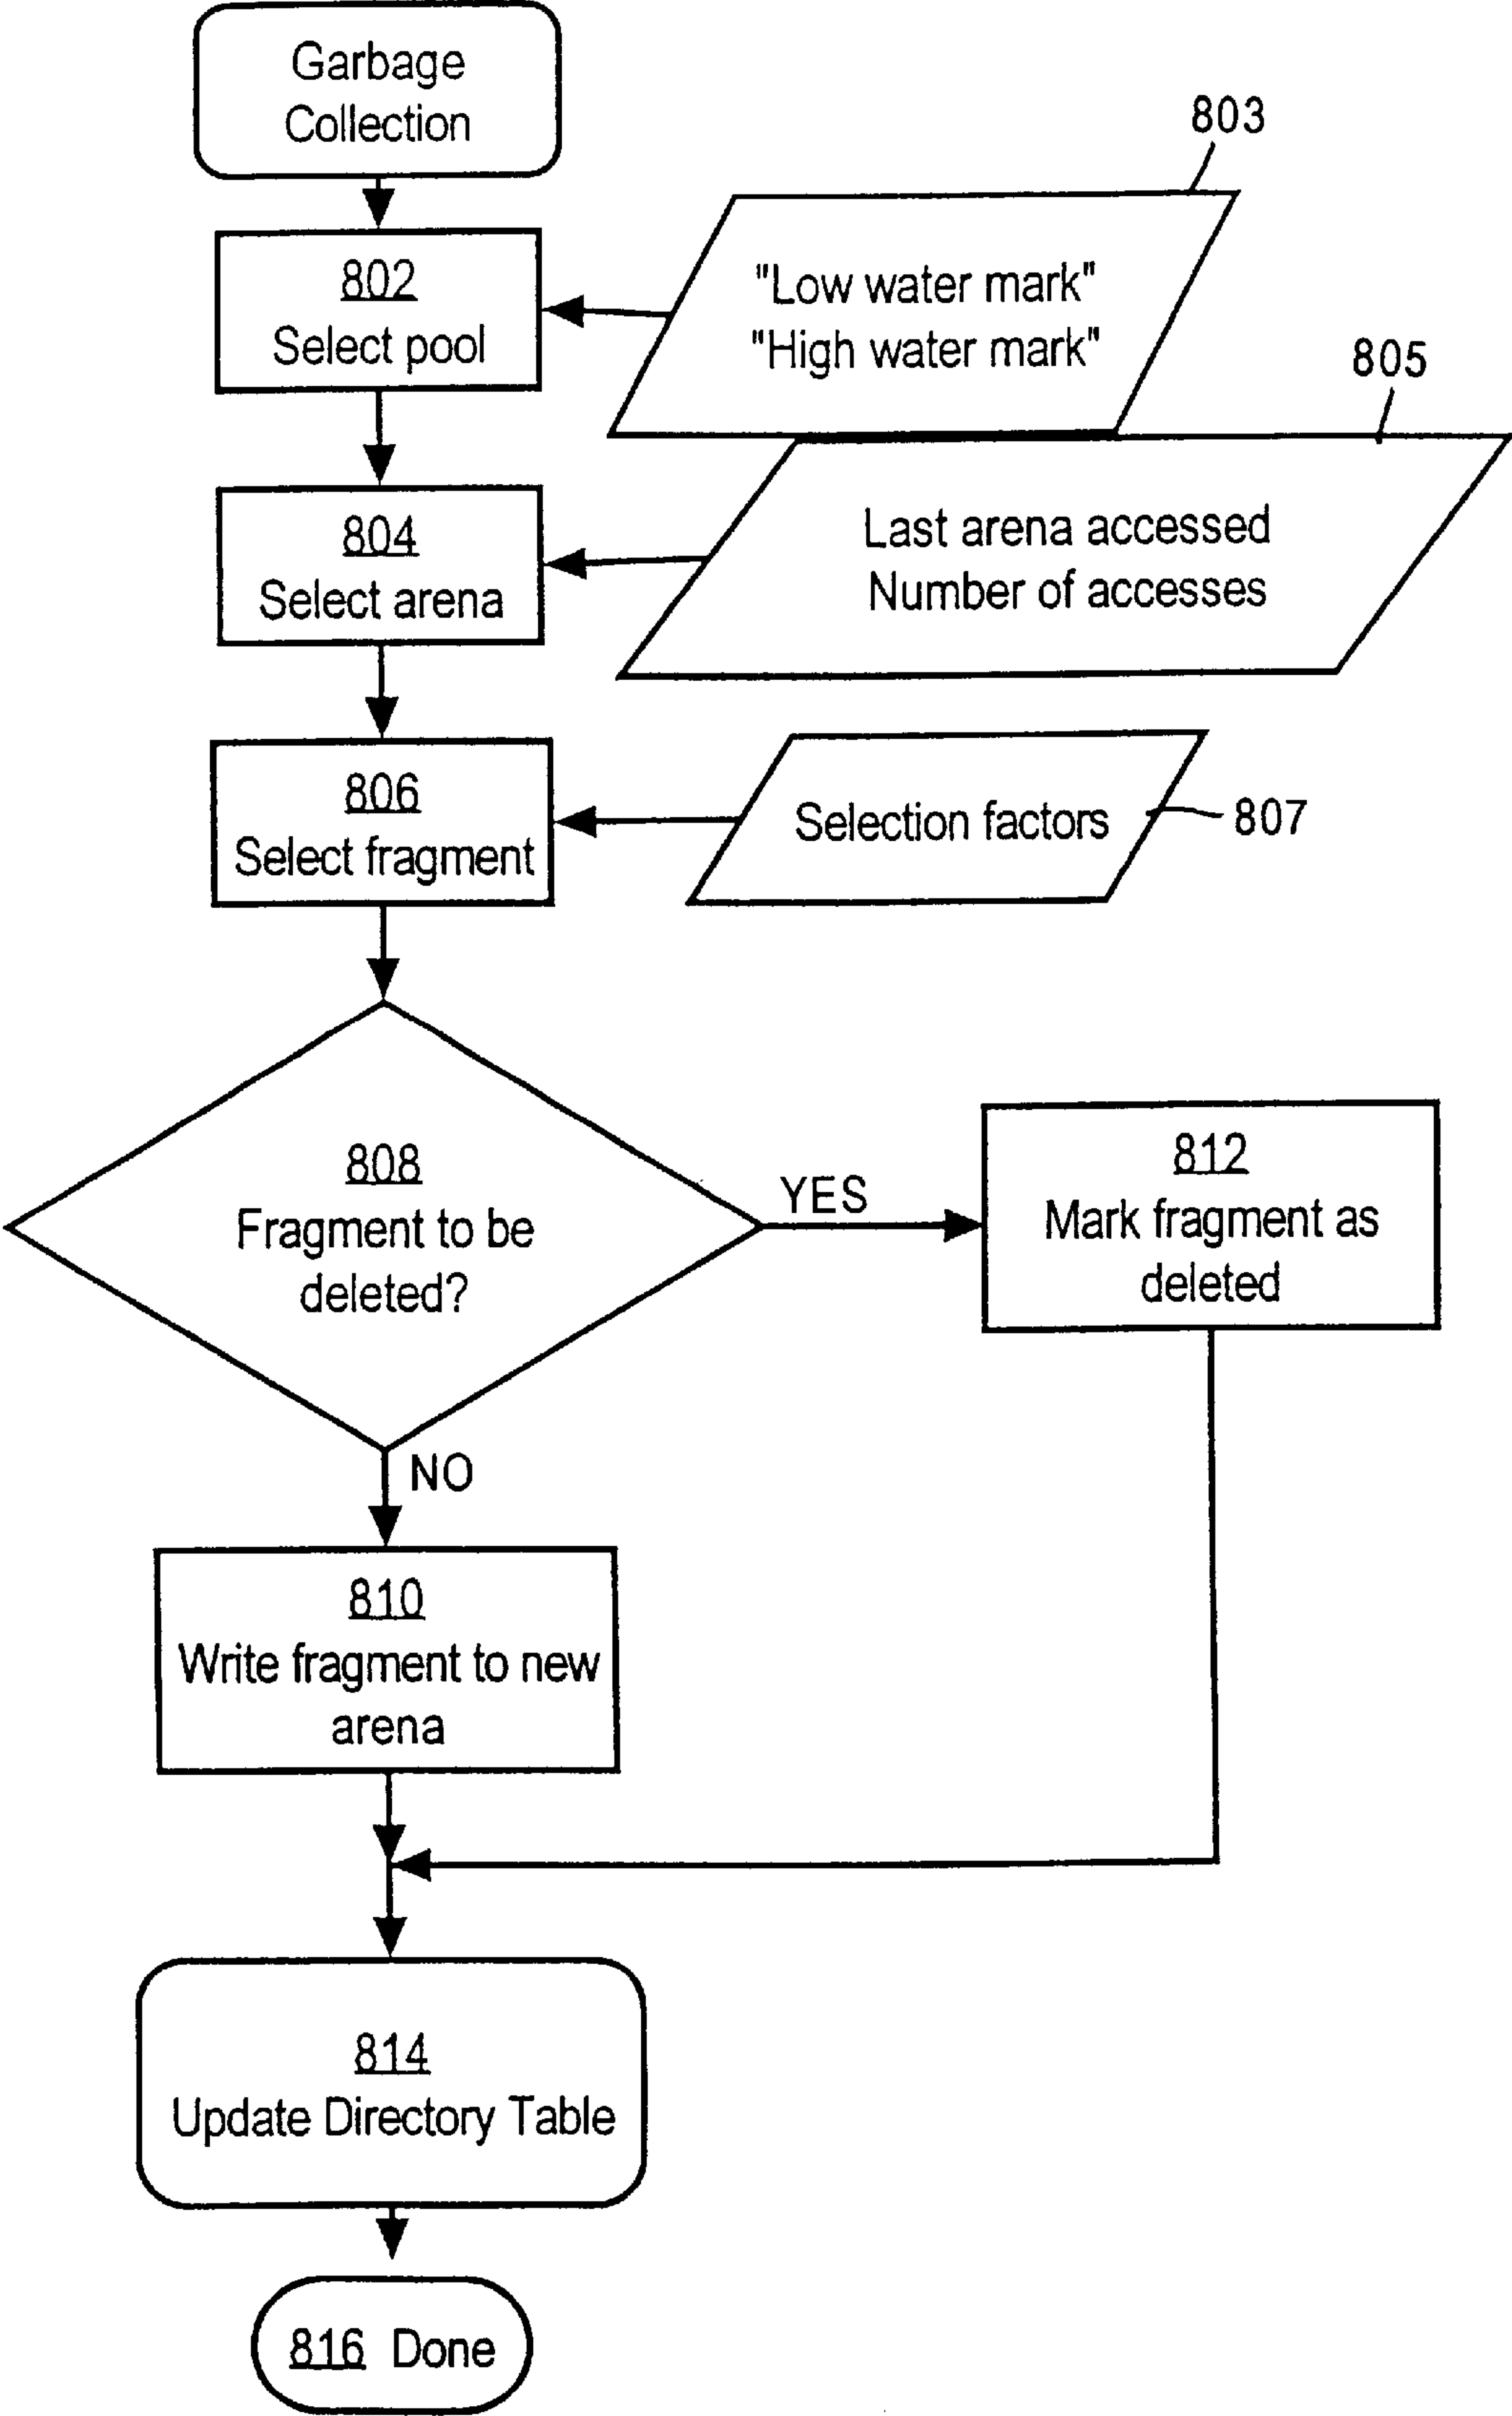 Garbage
Collection
803
802
Select pool
"Low water mark"
"High water mark"
805
804
Select arena
Last arena accessed
Number of accesses
806
Select fragment
Selection factors
807
808
Fragment to be
deleted?
YES
812
Mark fragment as
deleted
NO
810
Write fragment to new
arena
814
Update Directory Table
816 Done